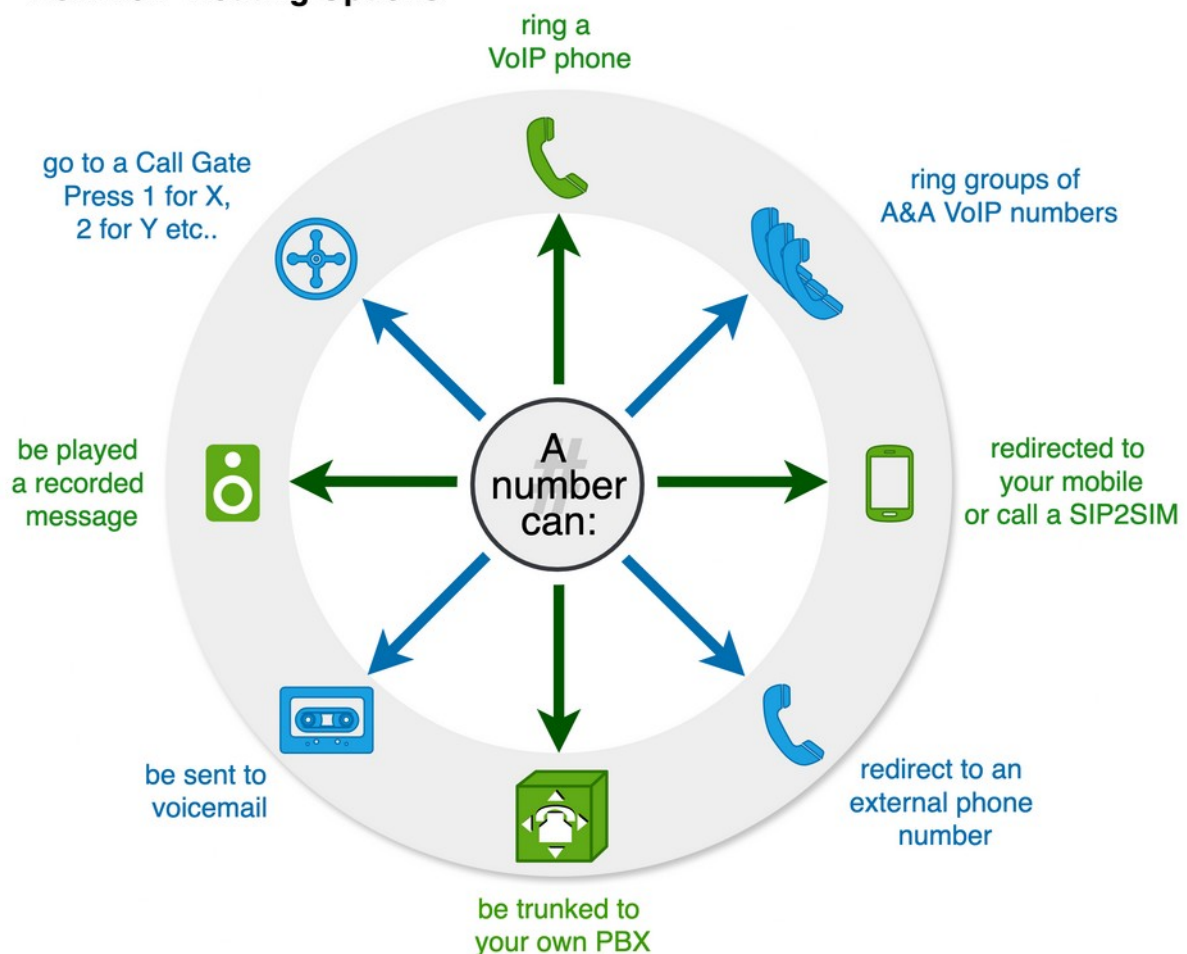 ring a
VoIP phone
go to a Call Gate
Press 1 for X,
2 for Y etc..
ring groups of
A&A VoIP numbers
be played
a recorded
message
A
number
can:
#
redirected to
your mobile
or call a SIP2SIM
be sent to
voicemail
redirect to an
external phone
number
be trunked to
your own PBX